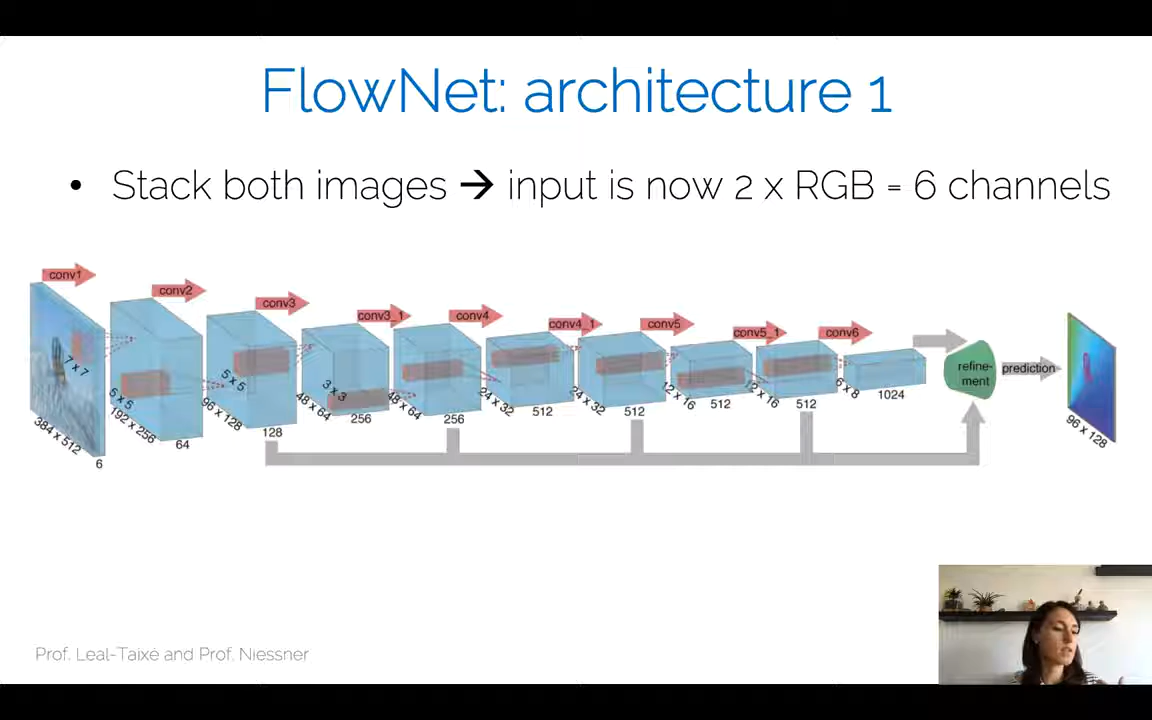 FlowNet: architecture 1
• Stack both images → input is now 2 x RGB = 6 channels
conv1
conv2
conv3
conv3_1
conv4
conv4_1
conv5
conv5_1
conv6
7 x 7
5 x 5
5 x 5
3 x 3
384 x 512
192 x 256
96 x 128
48 x 64
48 x 64
24 x 32
24 x 32
12 x 16
12 x 16
6 x 8
6
64
128
256
256
512
512
512
512
1024
refine-
ment
prediction
96 x 128
Prof. Leal-Taixé and Prof. Niessner